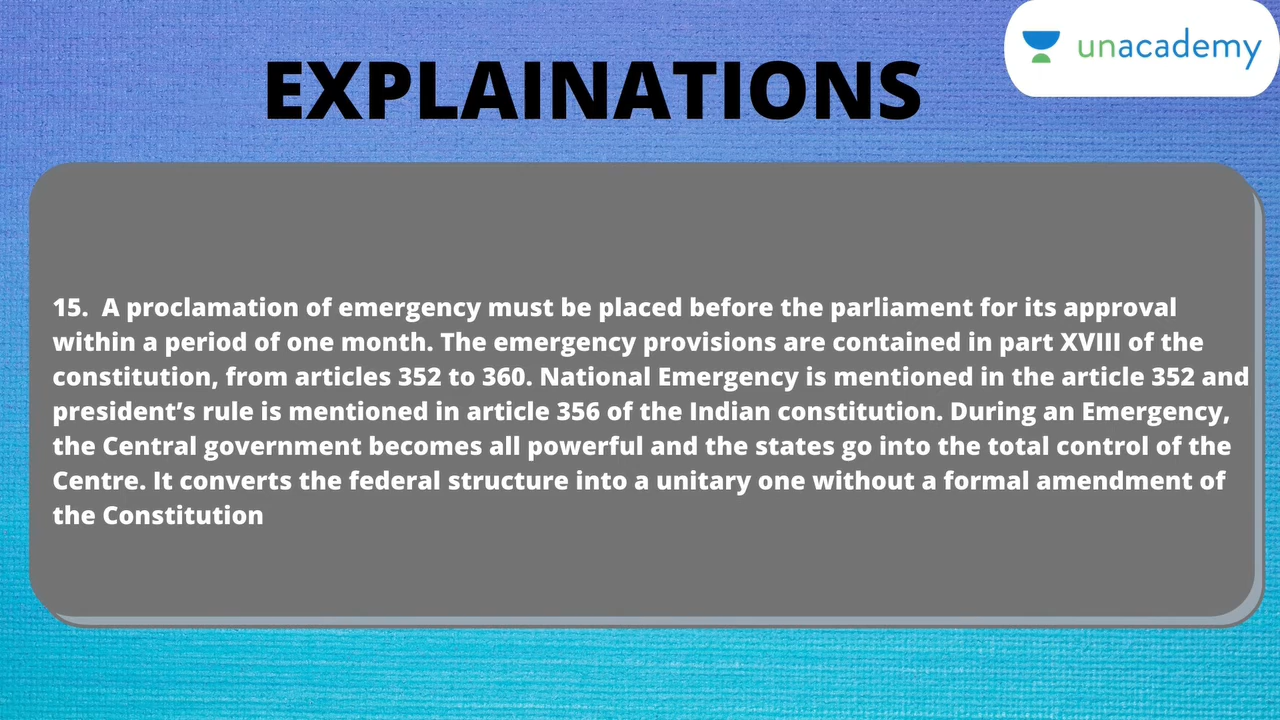 unacademy
EXPLAINATIONS
15.  A proclamation of emergency must be placed before the parliament for its approval
within a period of one month. The emergency provisions are contained in part XVIII of the
constitution, from articles 352 to 360. National Emergency is mentioned in the article 352 and
president’s rule is mentioned in article 356 of the Indian constitution. During an Emergency,
the Central government becomes all powerful and the states go into the total control of the
Centre. It converts the federal structure into a unitary one without a formal amendment of
the Constitution